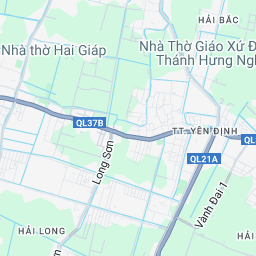 HẢI BẮC
Nhà thờ Hai Giáp
Nhà Thờ Giáo Xứ
Thánh Hưng
QL37B
TT. YÊN ĐỊNH
QL21A
Long Sơn
Vành Đai 1
HẢI LONG